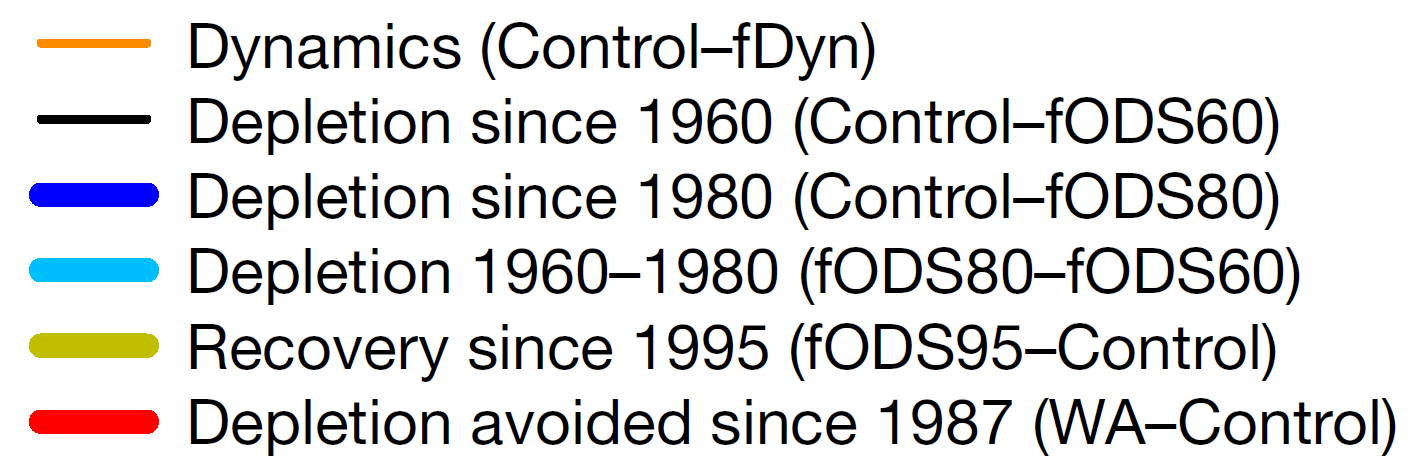 Dynamics (Control–fDyn)
Depletion since 1960 (Control–fODS60)
Depletion since 1980 (Control–fODS80)
Depletion 1960–1980 (fODS80–fODS60)
Recovery since 1995 (fODS95–Control)
Depletion avoided since 1987 (WA–Control)